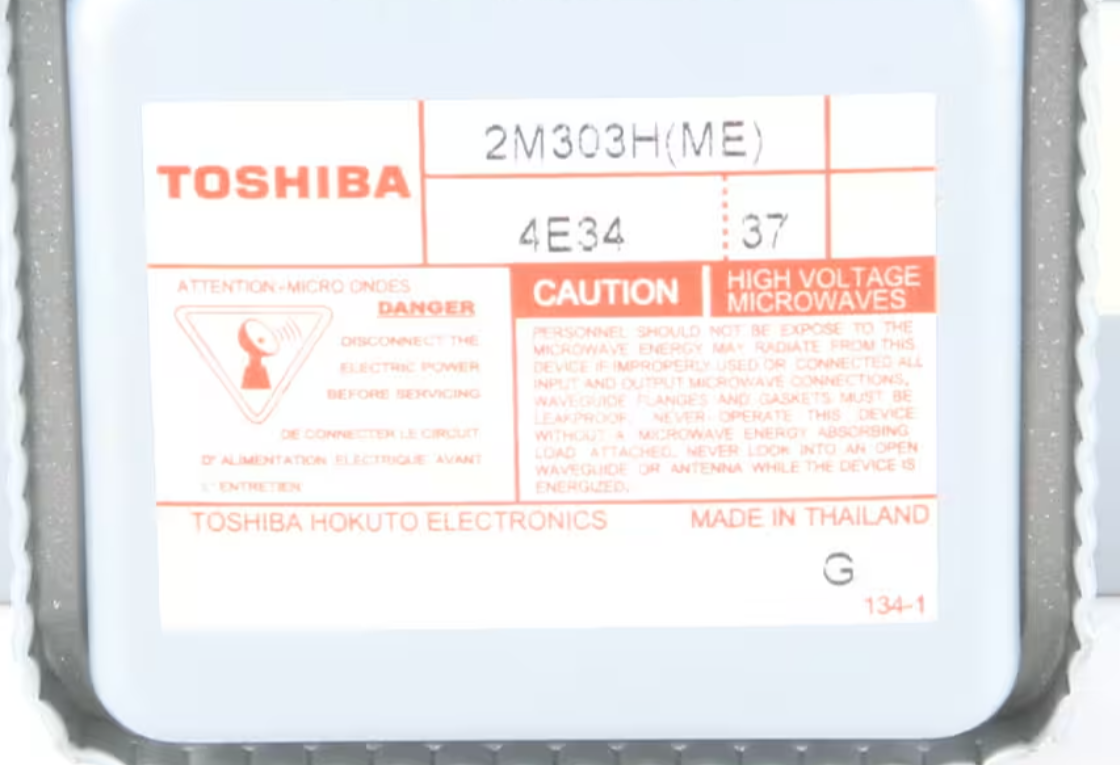 TOSHIBA
2M303H(ME)
4E34 37
ATTENTION-MICRO ONDES
DANGER
DISCONNECT THE
ELECTRIC POWER
BEFORE SERVICING
DE CONNECTER LE CIRCUIT
D' ALIMENTATION ELECTRIQUE AVANT
L' ENTRETIEN
CAUTION
HIGH VOLTAGE
MICROWAVES
PERSONNEL SHOULD NOT BE EXPOSE TO THE
MICROWAVE ENERGY MAY RADIATE FROM THIS
DEVICE IF IMPROPERLY USED OR CONNECTED ALL
INPUT AND OUTPUT MICROWAVE CONNECTIONS,
WAVEGUIDE FLANGES AND GASKETS MUST BE
LEAKPROOF. NEVER OPERATE THIS DEVICE
WITHOUT A MICROWAVE ENERGY ABSORBING
LOAD ATTACHED. NEVER LOOK INTO AN OPEN
WAVEGUIDE OR ANTENNA WHILE THE DEVICE IS
ENERGIZED.
TOSHIBA HOKUTO ELECTRONICS MADE IN THAILAND
G
134-1